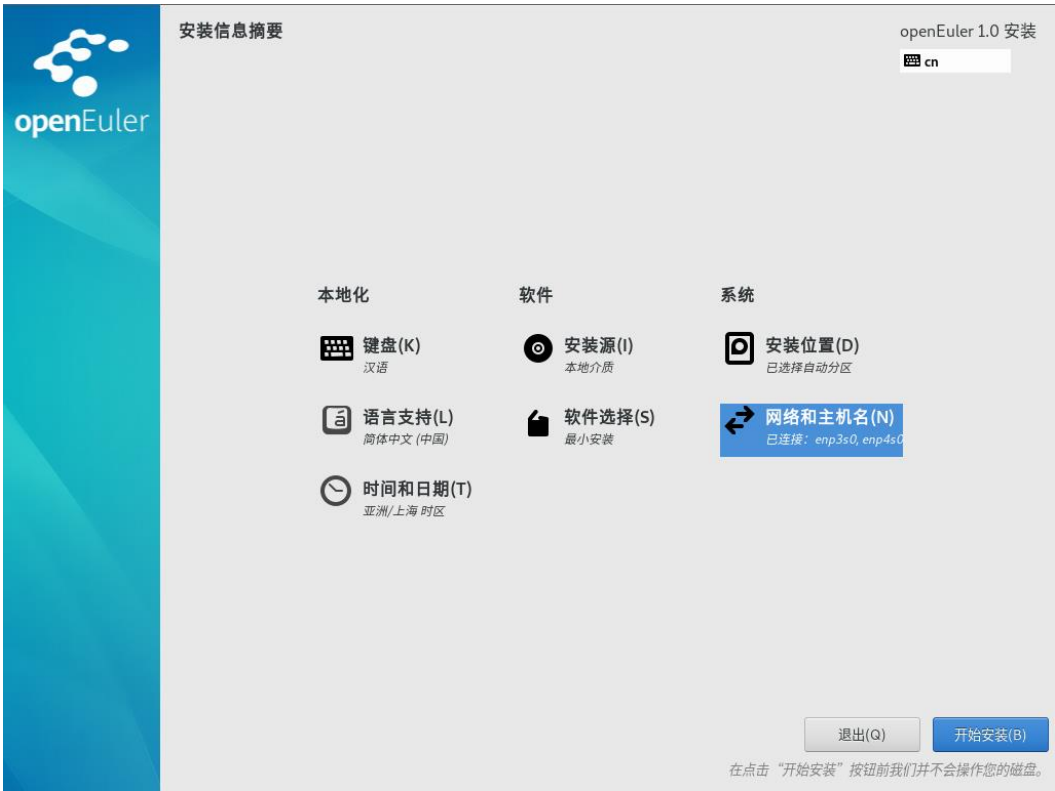 安装信息摘要
openEuler 1.0 安装
cn
openEuler
本地化
键盘(K)
汉语
语言支持(L)
简体中文 (中国)
时间和日期(T)
亚洲/上海 时区
软件
安装源(I)
本地介质
软件选择(S)
最小安装
系统
安装位置(D)
已选择自动分区
网络和主机名(N)
已连接：enp3s0, enp4s0
退出(Q)
开始安装(B)
在点击“开始安装”按钮前我们并不会操作您的磁盘。